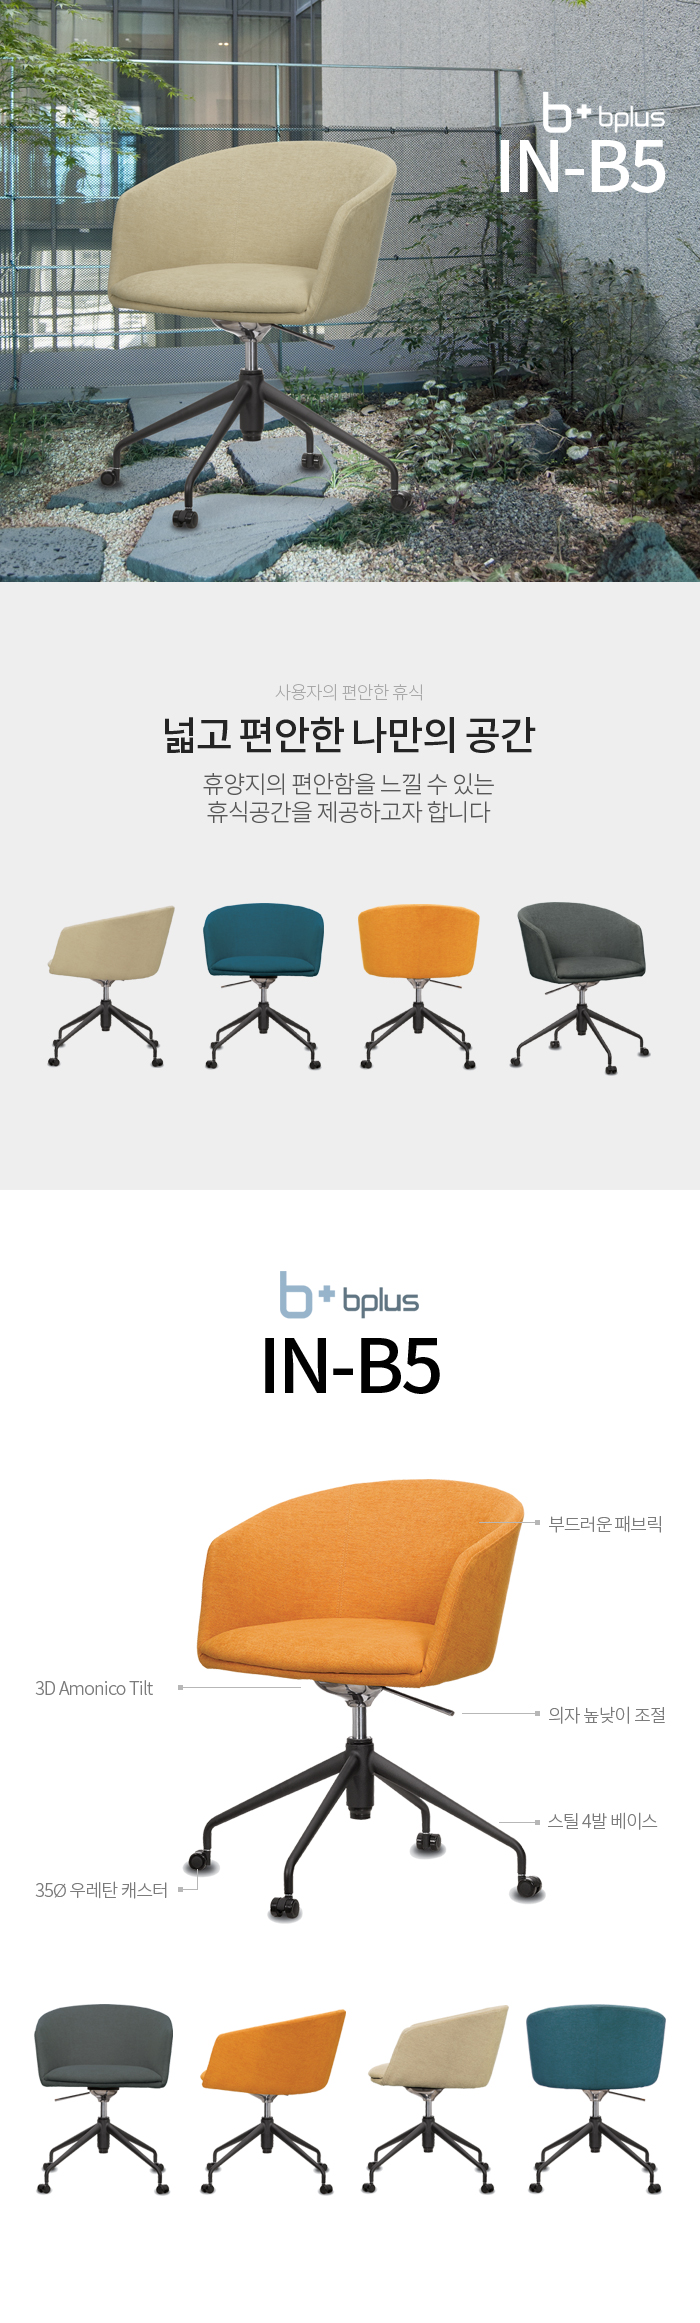 b+ bplus
IN-B5
사용자의 편안한 휴식
넓고 편안한 나만의 공간
휴양지의 편안함을 느낄 수 있는
휴식공간을 제공하고자 합니다
b+ bplus
IN-B5
부드러운 패브릭
3D Amonico Tilt
의자 높낮이 조절
스틸 4발 베이스
35Ø 우레탄 캐스터